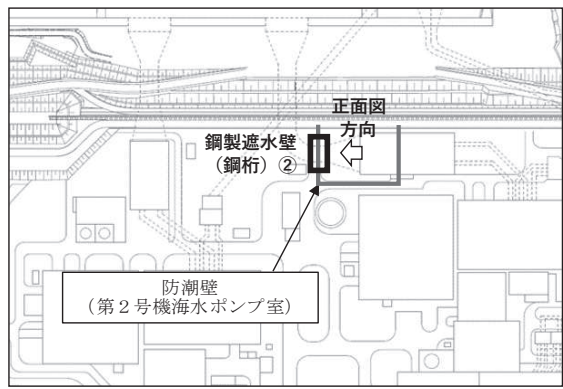 正面図
方向
鋼製遮水壁
（鋼桁）②
防潮壁
（第２号機海水ポンプ室）